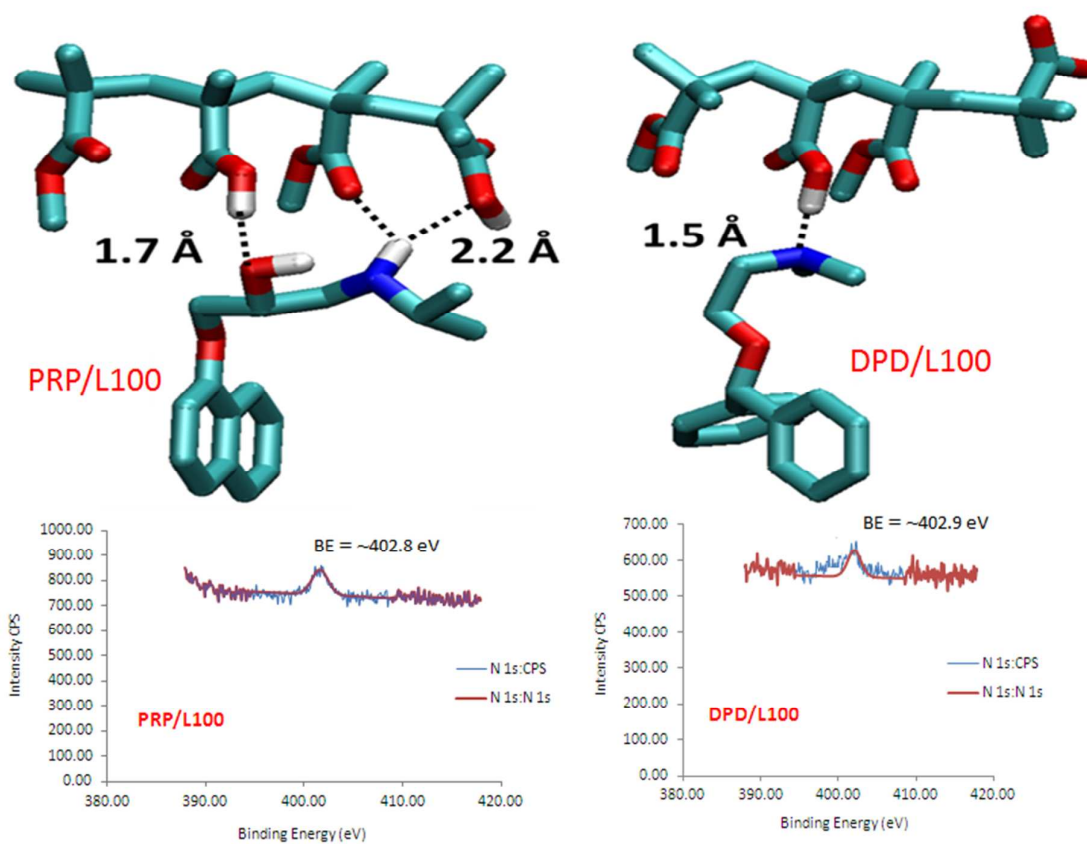 1.7 Å
2.2 Å
PRP/L100
1.5 Å
DPD/L100
1000.00
900.00
800.00
700.00
600.00
500.00
400.00
300.00
200.00
100.00
0.00
Intensity CPS
BE = ~402.8 eV
N 1s:CPS
N 1s:N 1s
PRP/L100
380.00 390.00 400.00 410.00 420.00
Binding Energy (eV)
700.00
600.00
500.00
400.00
300.00
200.00
100.00
0.00
Intensity CPS
BE = ~402.9 eV
N 1s:CPS
N 1s:N 1s
DPD/L100
380.00 390.00 400.00 410.00 420.00
Binding Energy (eV)